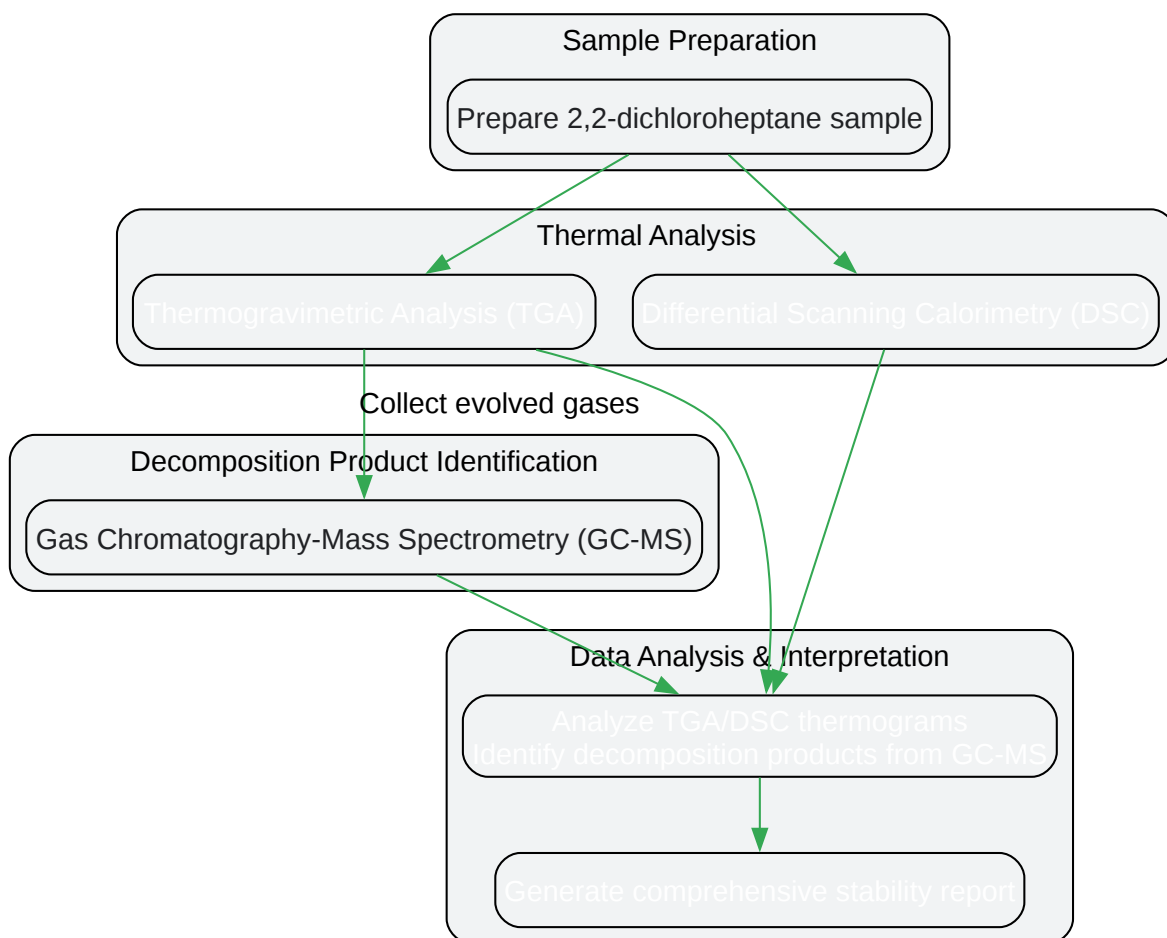 Sample Preparation
Prepare 2,2-dichloroheptane sample
Thermal Analysis
Thermogravimetric Analysis (TGA)
Differential Scanning Calorimetry (DSC)
Collect evolved gases
Decomposition Product Identification
Gas Chromatography-Mass Spectrometry (GC-MS)
Data Analysis & Interpretation
Analyze TGA/DSC thermograms
Identify decomposition products from GC-MS
Generate comprehensive stability report